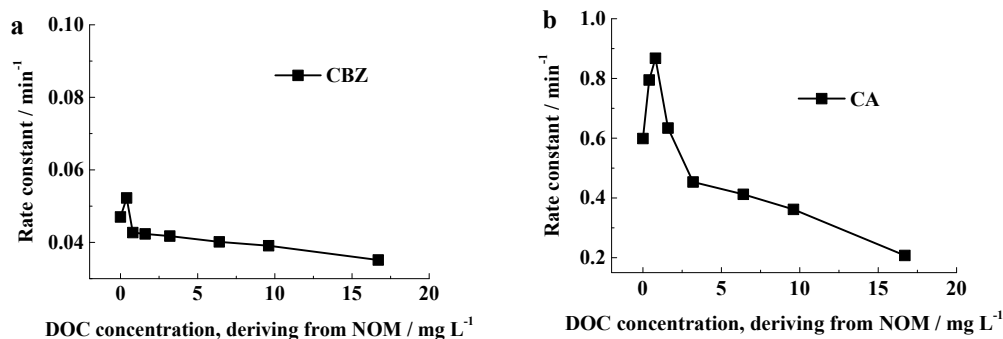 a
0.10
0.08
0.06
0.04
Rate constant / min-1
CBZ
0
5
10
15
20
DOC concentration, deriving from NOM / mg L-1
b
1.0
0.8
0.6
0.4
0.2
Rate constant / min-1
CA
0
5
10
15
20
DOC concentration, deriving from NOM / mg L-1